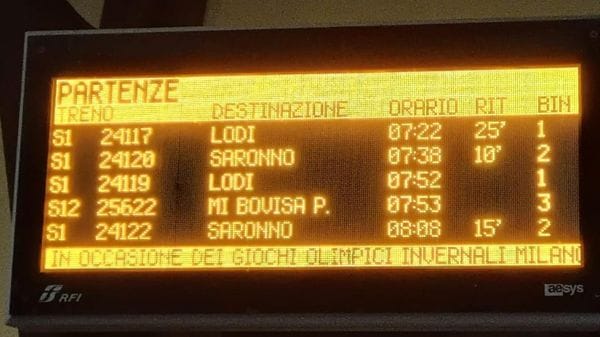 PARTENZE
TRENO DESTINAZIONE ORARIO RIT BIN
S1 24117 LODI 07:22 25' 1
S1 24120 SARONNO 07:38 10' 2
S1 24119 LODI 07:52 1
S12 25622 MI BOVISA P. 07:53 3
S1 24122 SARONNO 08:08 15' 2
IN OCCASIONE DEI GIOCHI OLIMPICI INVERNALI MILANO
RFI aesys